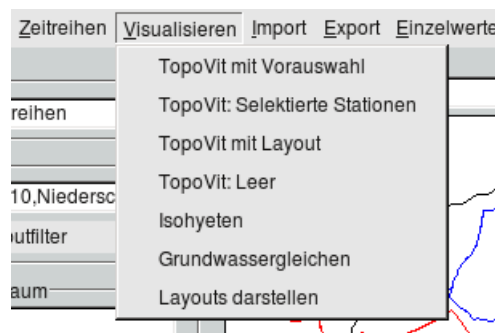 Zeitreihen Visualisieren Import Export Einzelwerte
TopoVit mit Vorauswahl
TopoVit: Selektierte Stationen
reihen
TopoVit mit Layout
TopoVit: Leer
10,Niedersc
Isohyeten
utfilter
Grundwassergleichen
aum
Layouts darstellen